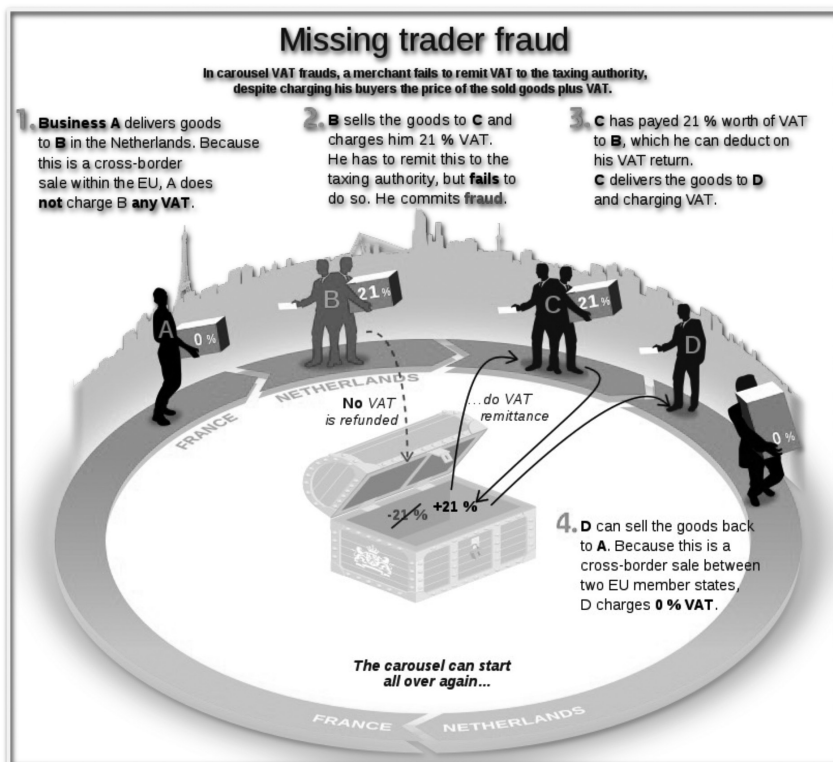 Missing trader fraud
In carousel VAT frauds, a merchant fails to remit VAT to the taxing authority,
despite charging his buyers the price of the sold goods plus VAT.
1. Business A delivers goods
to B in the Netherlands. Because
this is a cross-border
sale within the EU, A does
not charge B any VAT.
2. B sells the goods to C and
charges him 21 % VAT.
He has to remit this to the
taxing authority, but fails to
do so. He commits fraud.
3. C has payed 21 % worth of VAT
to B, which he can deduct on
his VAT return.
C delivers the goods to D
and charging VAT.
A
0 %
B
21 %
C
21 %
D
0 %
FRANCE
NETHERLANDS
No VAT
is refunded
...do VAT
remittance
-21 %
+21 %
4. D can sell the goods back
to A. Because this is a
cross-border sale between
two EU member states,
D charges 0 % VAT.
The carousel can start
all over again...
FRANCE
NETHERLANDS